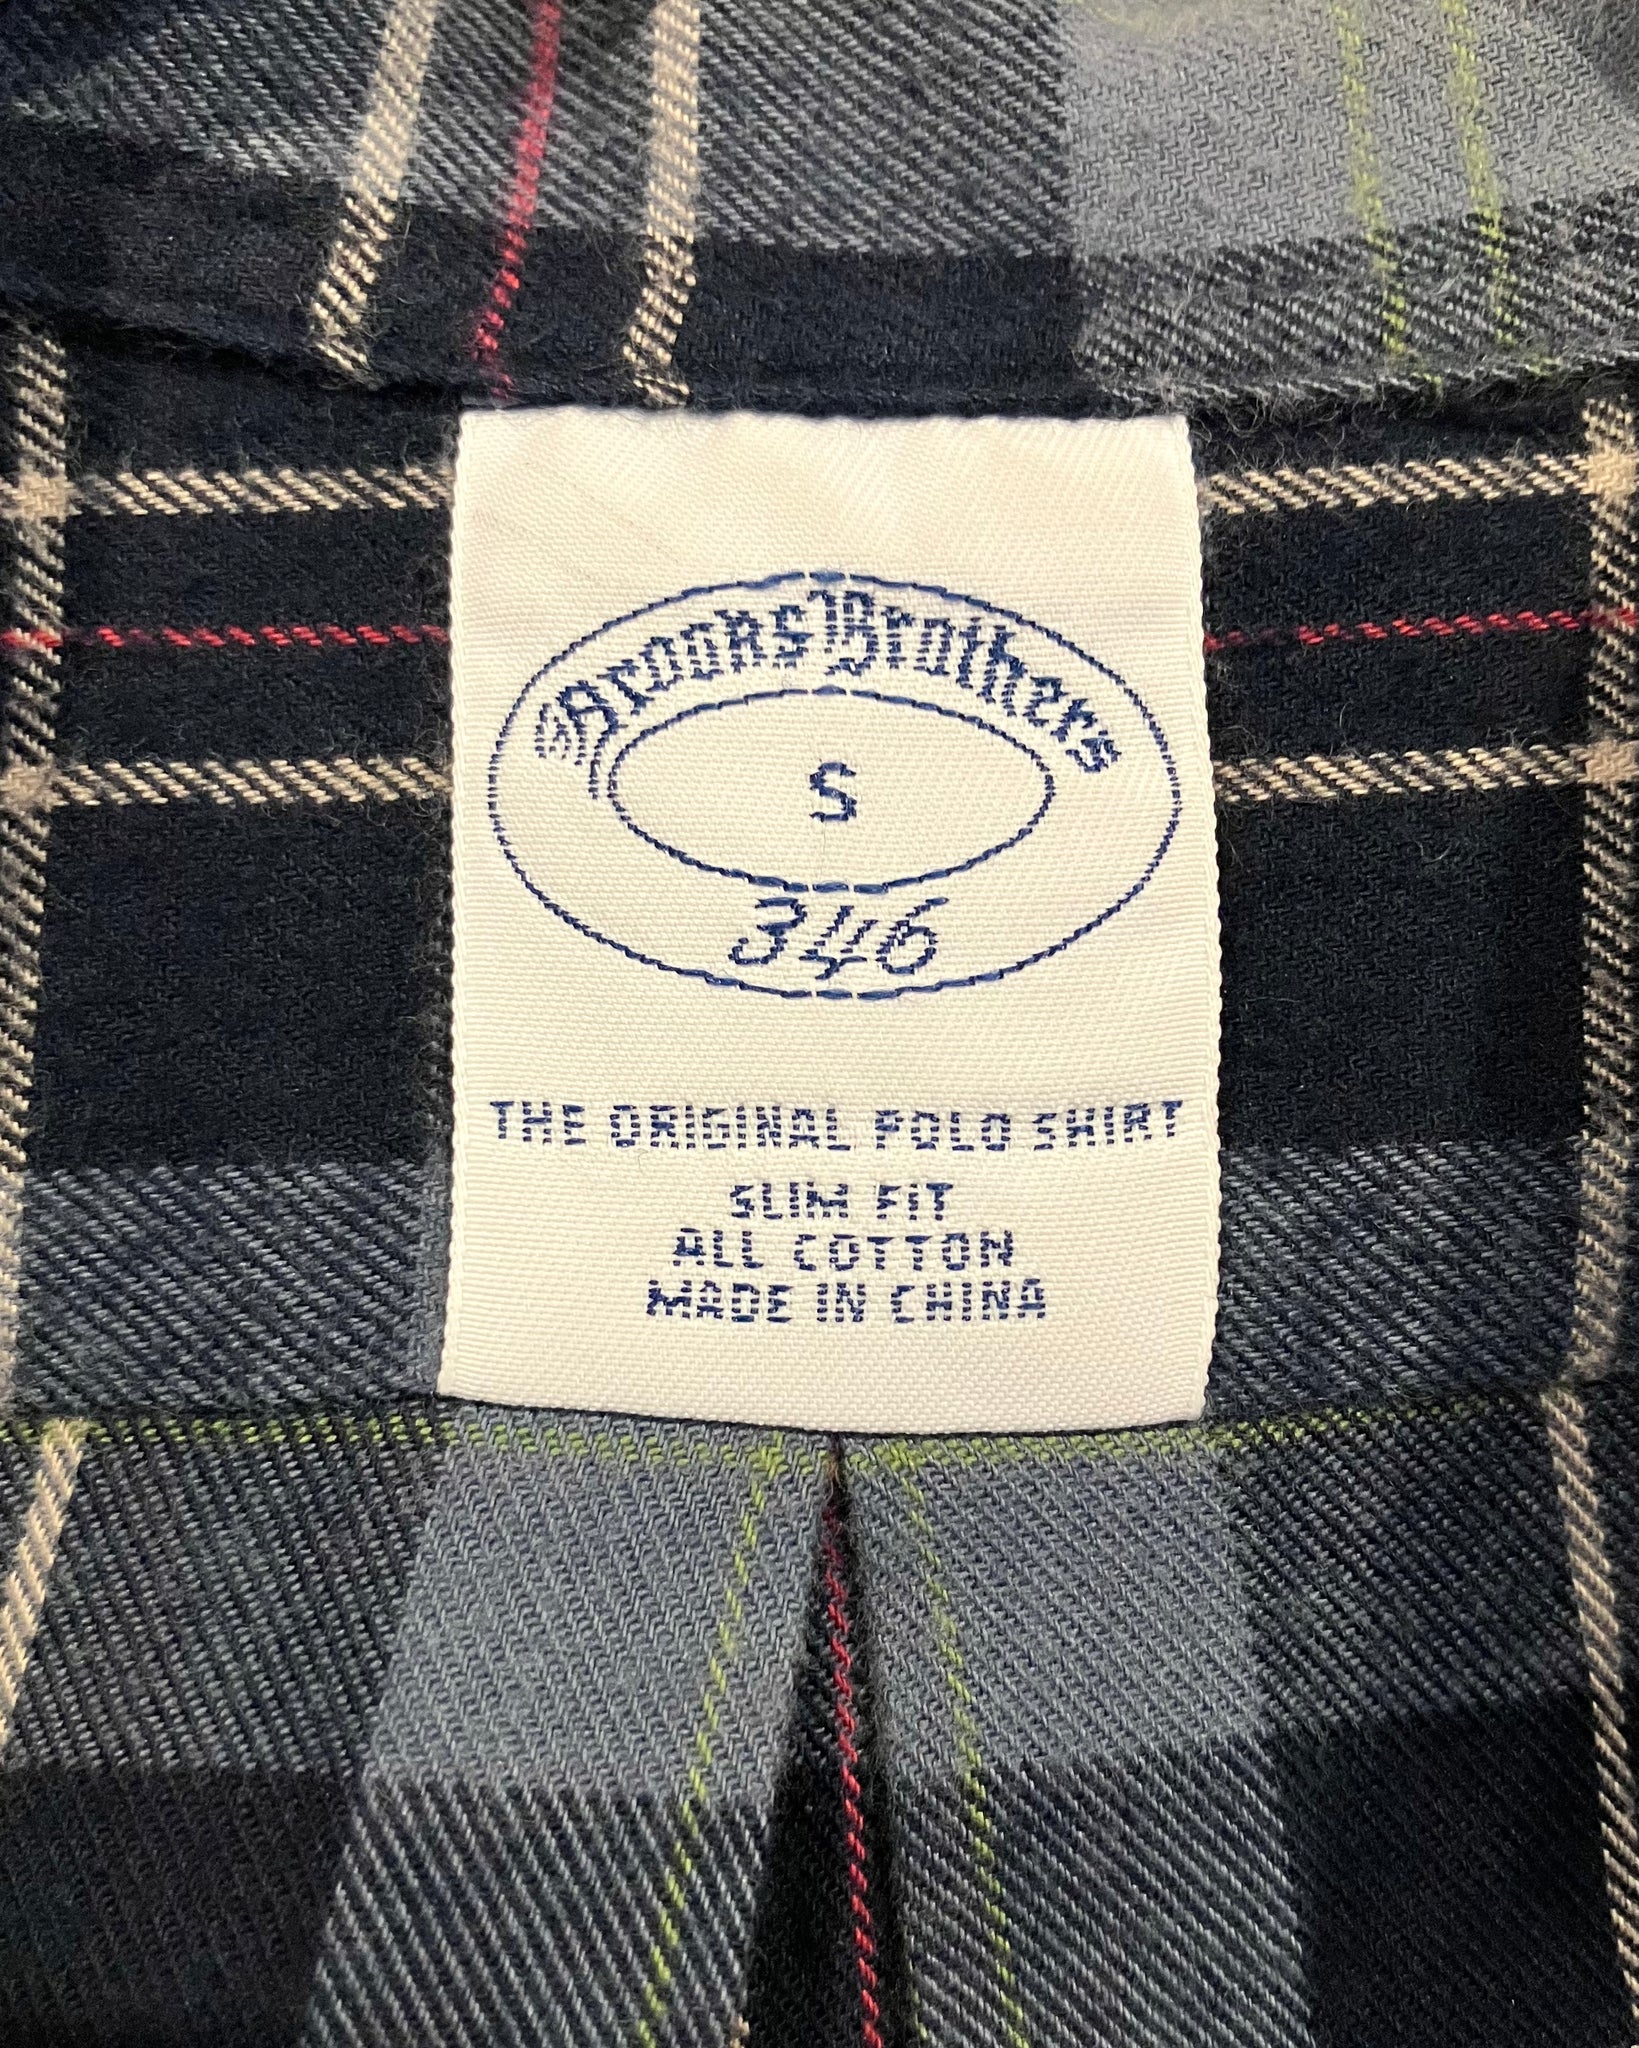 Brooks Brothers
S
346
THE ORIGINAL POLO SHIRT
SLIM FIT
ALL COTTON
MADE IN CHINA